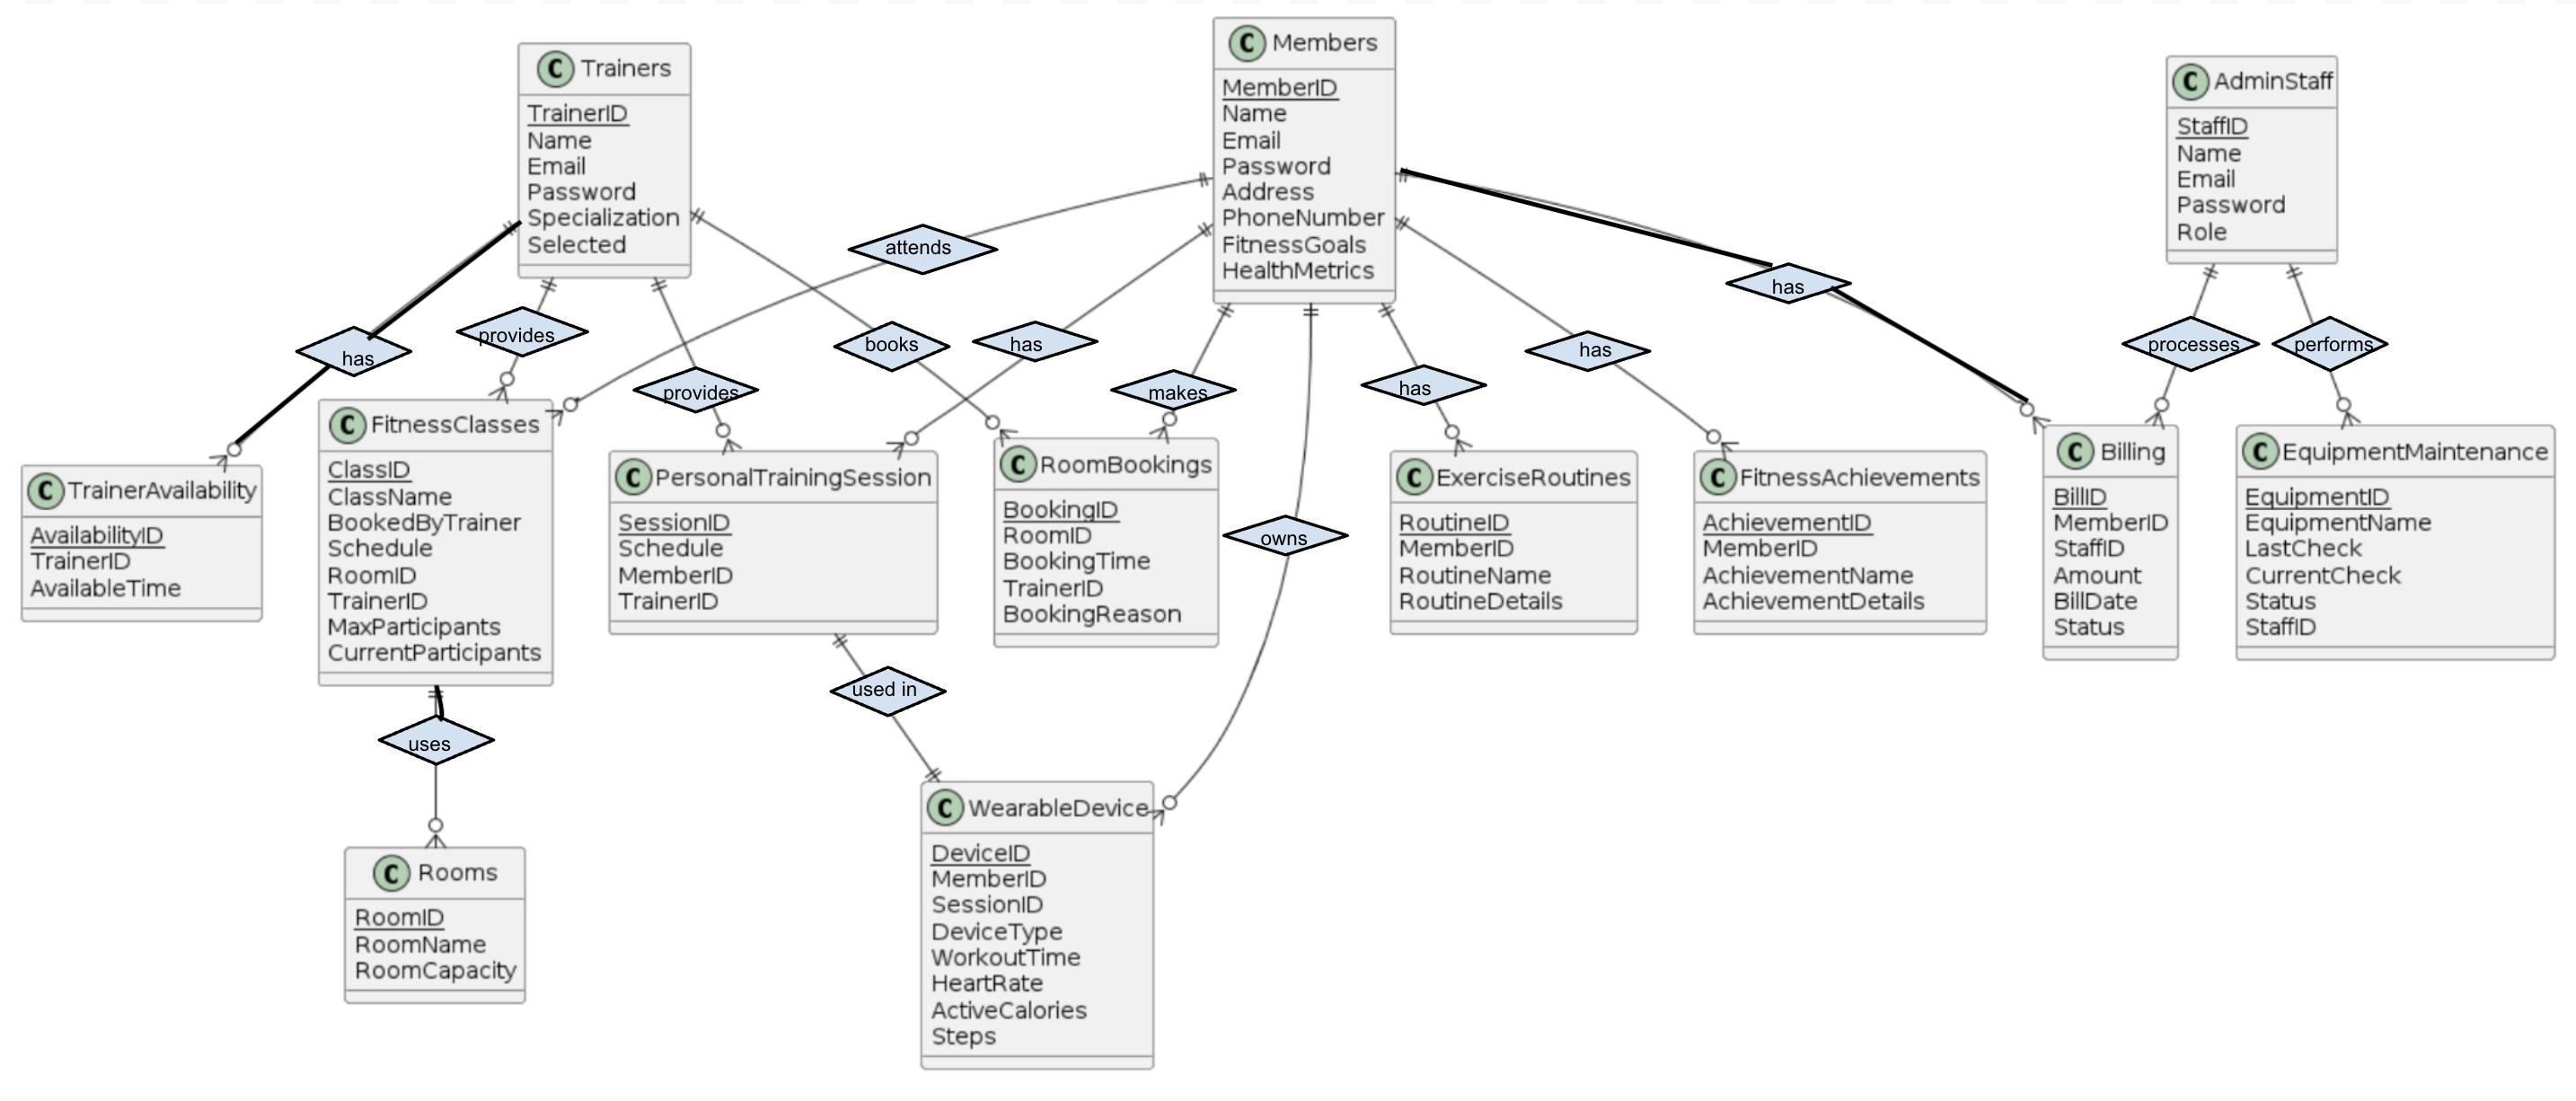 C Trainers
TrainerID
Name
Email
Password
Specialization
Selected
C Members
MemberID
Name
Email
Password
Address
PhoneNumber
FitnessGoals
HealthMetrics
C AdminStaff
StaffID
Name
Email
Password
Role
attends
has
provides
books
has
provides
makes
has
has
has
processes
performs
C TrainerAvailability
AvailabilityID
TrainerID
AvailableTime
C FitnessClasses
ClassID
ClassName
BookedByTrainer
Schedule
RoomID
TrainerID
MaxParticipants
CurrentParticipants
C PersonalTrainingSession
SessionID
Schedule
MemberID
TrainerID
C RoomBookings
BookingID
RoomID
BookingTime
TrainerID
BookingReason
owns
C ExerciseRoutines
RoutineID
MemberID
RoutineName
RoutineDetails
C FitnessAchievements
AchievementID
MemberID
AchievementName
AchievementDetails
C Billing
BillID
MemberID
StaffID
Amount
BillDate
Status
C EquipmentMaintenance
EquipmentID
EquipmentName
LastCheck
CurrentCheck
Status
StaffID
used in
uses
C Rooms
RoomID
RoomName
RoomCapacity
C WearableDevice
DeviceID
MemberID
SessionID
DeviceType
WorkoutTime
HeartRate
ActiveCalories
Steps